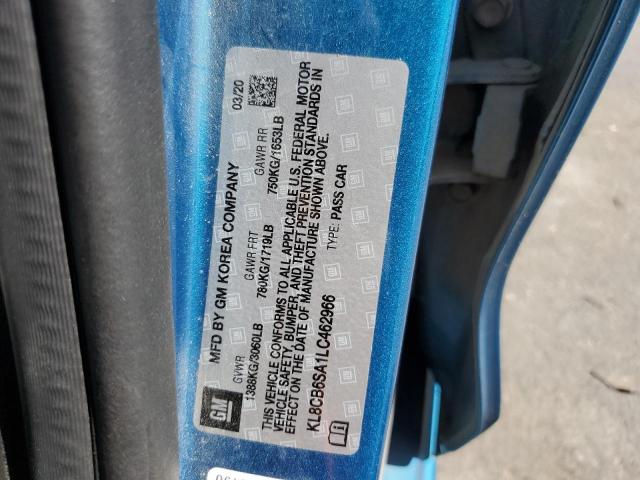 GM
MFD BY GM KOREA COMPANY
03/20
GVWR
GAWR FRT
GAWR RR
1388KG/3060LB
780KG/1719LB
750KG/1653LB
THIS VEHICLE CONFORMS TO ALL APPLICABLE U.S. FEDERAL MOTOR
VEHICLE SAFETY, BUMPER, AND THEFT PREVENTION STANDARDS IN
EFFECT ON THE DATE OF MANUFACTURE SHOWN ABOVE.
KL8CB6SA1LC462966
TYPE: PASS CAR